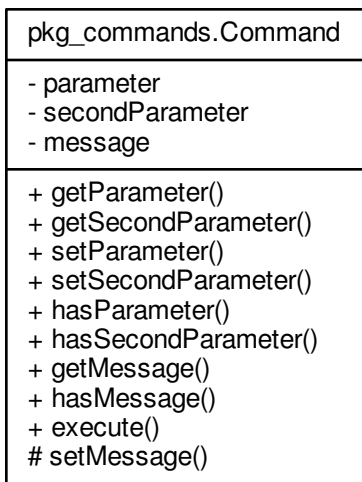 pkg_commands.Command
- parameter
- secondParameter
- message
+ getParameter()
+ getSecondParameter()
+ setParameter()
+ setSecondParameter()
+ hasParameter()
+ hasSecondParameter()
+ getMessage()
+ hasMessage()
+ execute()
# setMessage()